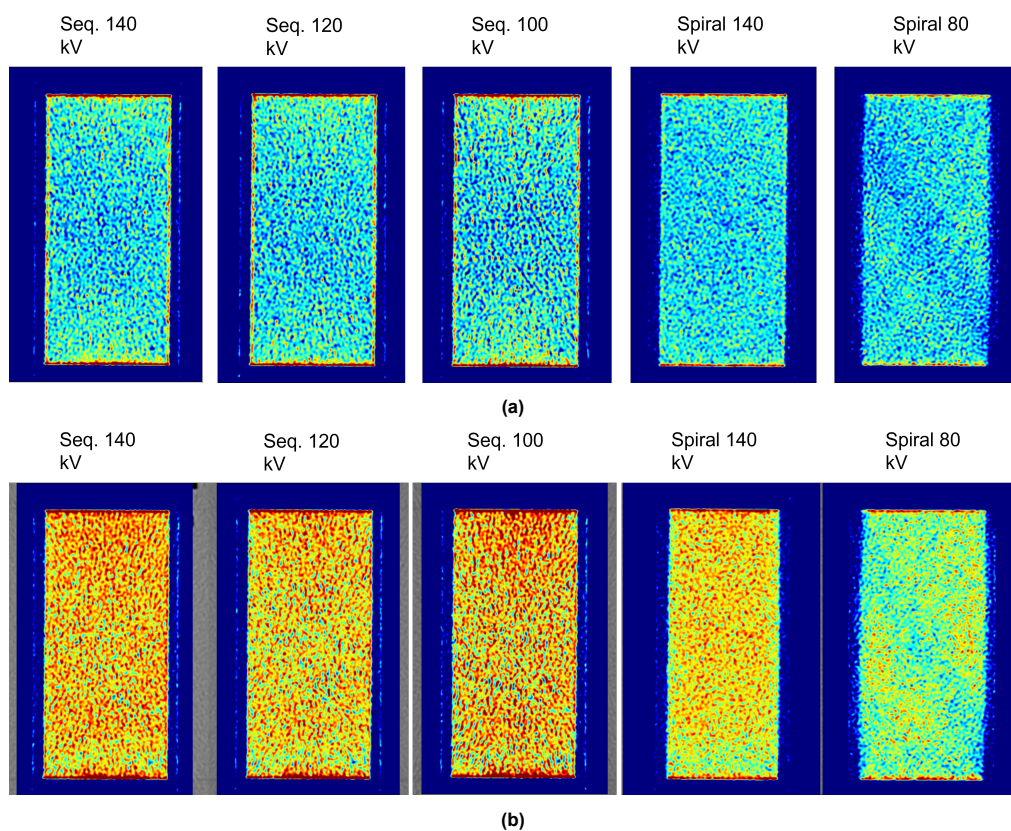 Seq. 140
kV
Seq. 120
kV
Seq. 100
kV
Spiral 140
kV
Spiral 80
kV
(a)
Seq. 140
kV
Seq. 120
kV
Seq. 100
kV
Spiral 140
kV
Spiral 80
kV
(b)